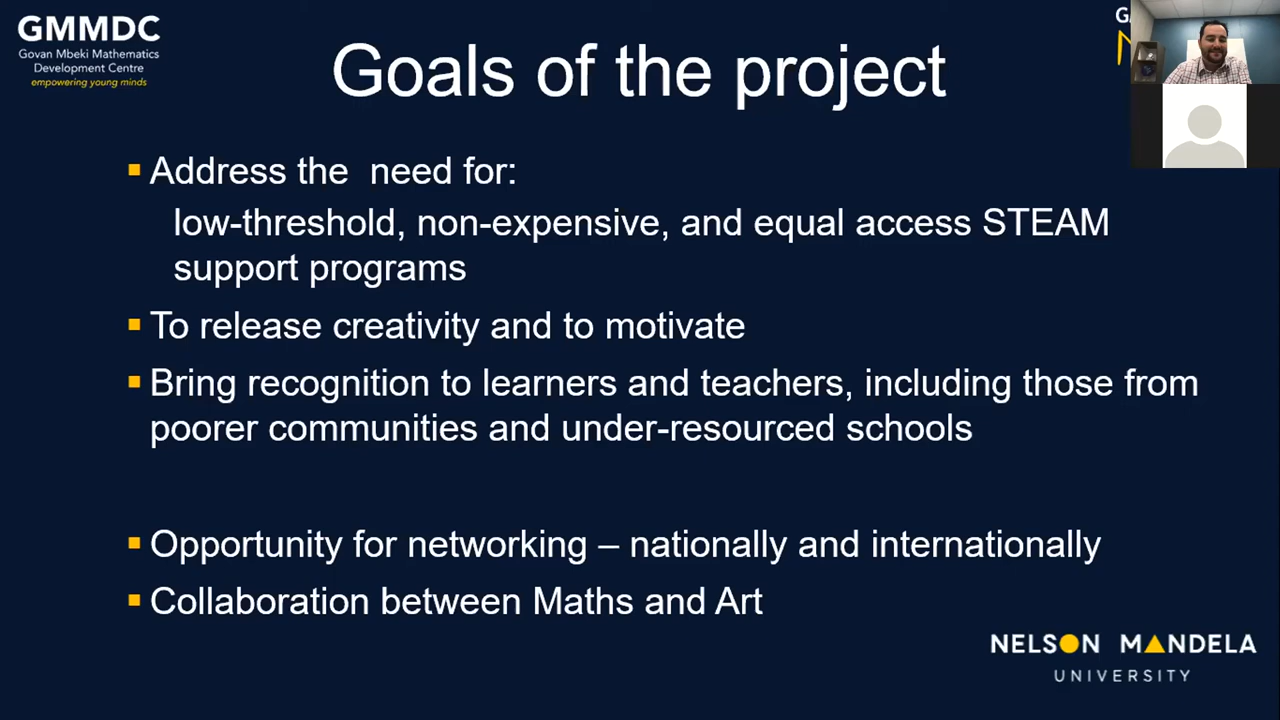 GMMDC
Govan Mbeki Mathematics
Development Centre
empowering young minds
Goals of the project
Address the need for:
low-threshold, non-expensive, and equal access STEAM
support programs
To release creativity and to motivate
Bring recognition to learners and teachers, including those from
poorer communities and under-resourced schools
Opportunity for networking – nationally and internationally
Collaboration between Maths and Art
NELSON MANDELA
UNIVERSITY